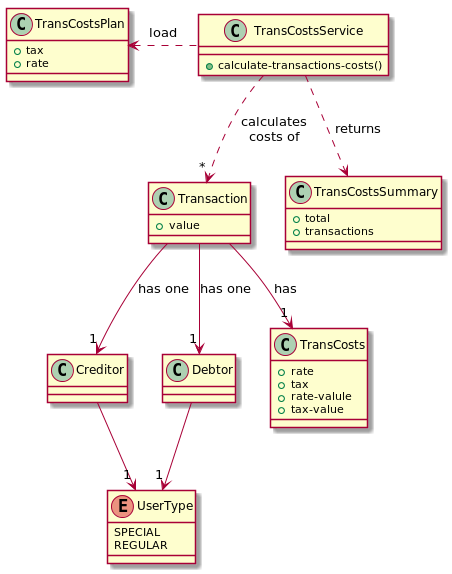 C TransCostsPlan
tax
rate
load
C TransCostsService
calculate-transactions-costs()
calculates
costs of
returns
*
C Transaction
value
C TransCostsSummary
total
transactions
has one
has one
has
1
1
1
C Creditor
C Debtor
C TransCosts
rate
tax
rate-valule
tax-value
1
1
E UserType
SPECIAL
REGULAR